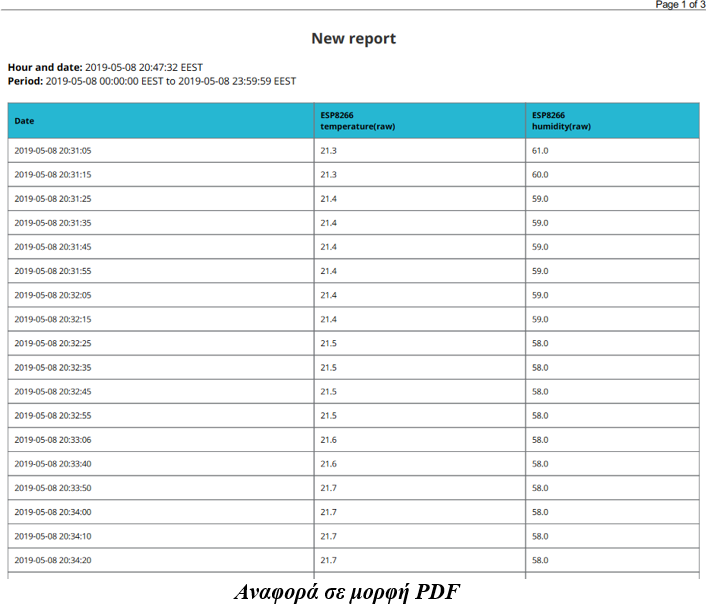 Page 1 of 3
New report
Hour and date: 2019-05-08 20:47:32 EEST
Period: 2019-05-08 00:00:00 EEST to 2019-05-08 23:59:59 EEST
Date ESP8266 temperature(raw) ESP8266 humidity(raw)
2019-05-08 20:31:05 21.3 61.0
2019-05-08 20:31:15 21.3 60.0
2019-05-08 20:31:25 21.4 59.0
2019-05-08 20:31:35 21.4 59.0
2019-05-08 20:31:45 21.4 59.0
2019-05-08 20:31:55 21.4 59.0
2019-05-08 20:32:05 21.4 59.0
2019-05-08 20:32:15 21.4 59.0
2019-05-08 20:32:25 21.5 58.0
2019-05-08 20:32:35 21.5 58.0
2019-05-08 20:32:45 21.5 58.0
2019-05-08 20:32:55 21.5 58.0
2019-05-08 20:33:06 21.6 58.0
2019-05-08 20:33:40 21.6 58.0
2019-05-08 20:33:50 21.7 58.0
2019-05-08 20:34:00 21.7 58.0
2019-05-08 20:34:10 21.7 58.0
2019-05-08 20:34:20 21.7 58.0
Αναφορά σε μορφή PDF